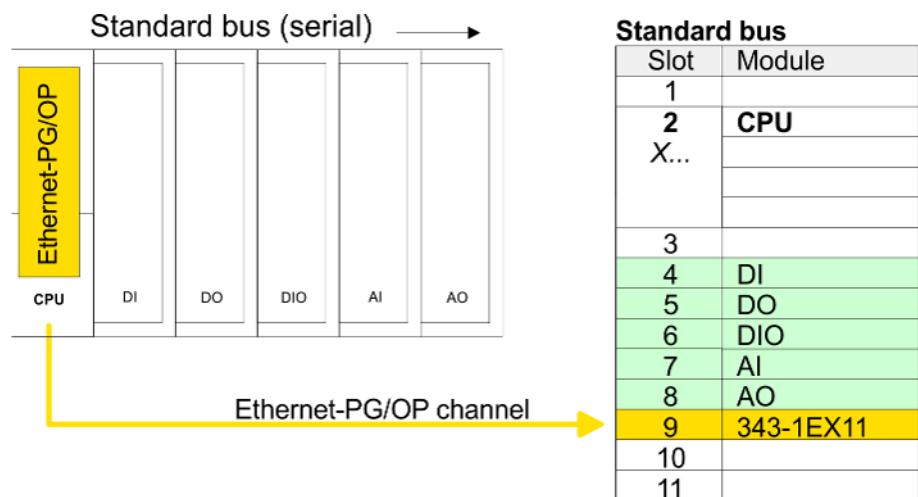 Standard bus (serial)
Ethernet-PG/OP
CPU
DI
DO
DIO
AI
AO
Ethernet-PG/OP channel
Standard bus
Slot Module
1
2 CPU
X...
3
4 DI
5 DO
6 DIO
7 AI
8 AO
9 343-1EX11
10
11